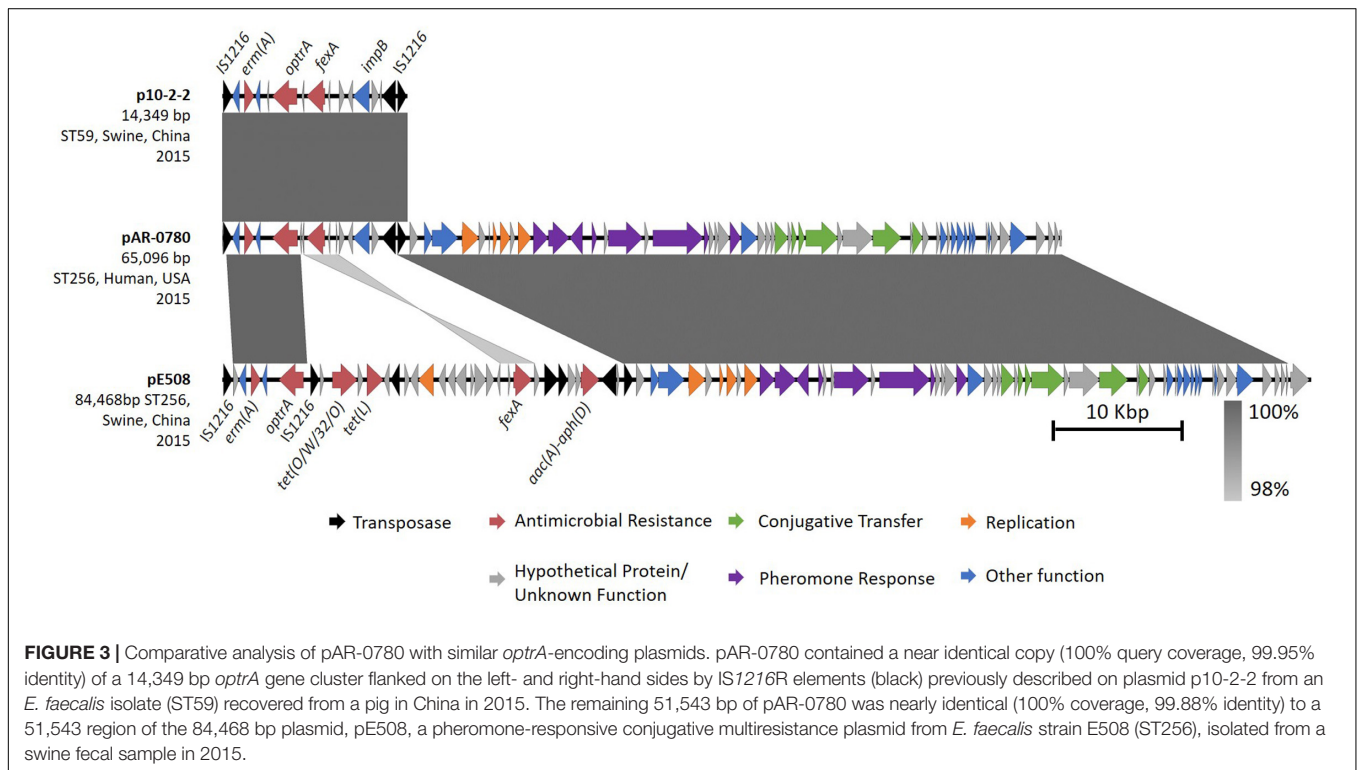 IS1216
erm(A)
optrA
fexA
impB
IS1216
p10-2-2
14,349 bp
ST59, Swine, China
2015
pAR-0780
65,096 bp
ST256, Human, USA
2015
pE508
84,468bp ST256,
Swine, China
2015
IS1216
erm(A)
optrA
IS1216
tet(O/W/32/O)
tet(L)
fexA
aac(A)-aph(D)
10 Kbp
100%
98%
Transposase
Antimicrobial Resistance
Conjugative Transfer
Replication
Hypothetical Protein/
Unknown Function
Pheromone Response
Other function
FIGURE 3 | Comparative analysis of pAR-0780 with similar optrA-encoding plasmids. pAR-0780 contained a near identical copy (100% query coverage, 99.95%
identity) of a 14,349 bp optrA gene cluster flanked on the left- and right-hand sides by IS1216R elements (black) previously described on plasmid p10-2-2 from an
E. faecalis isolate (ST59) recovered from a pig in China in 2015. The remaining 51,543 bp of pAR-0780 was nearly identical (100% coverage, 99.88% identity) to a
51,543 region of the 84,468 bp plasmid, pE508, a pheromone-responsive conjugative multiresistance plasmid from E. faecalis strain E508 (ST256), isolated from a
swine fecal sample in 2015.